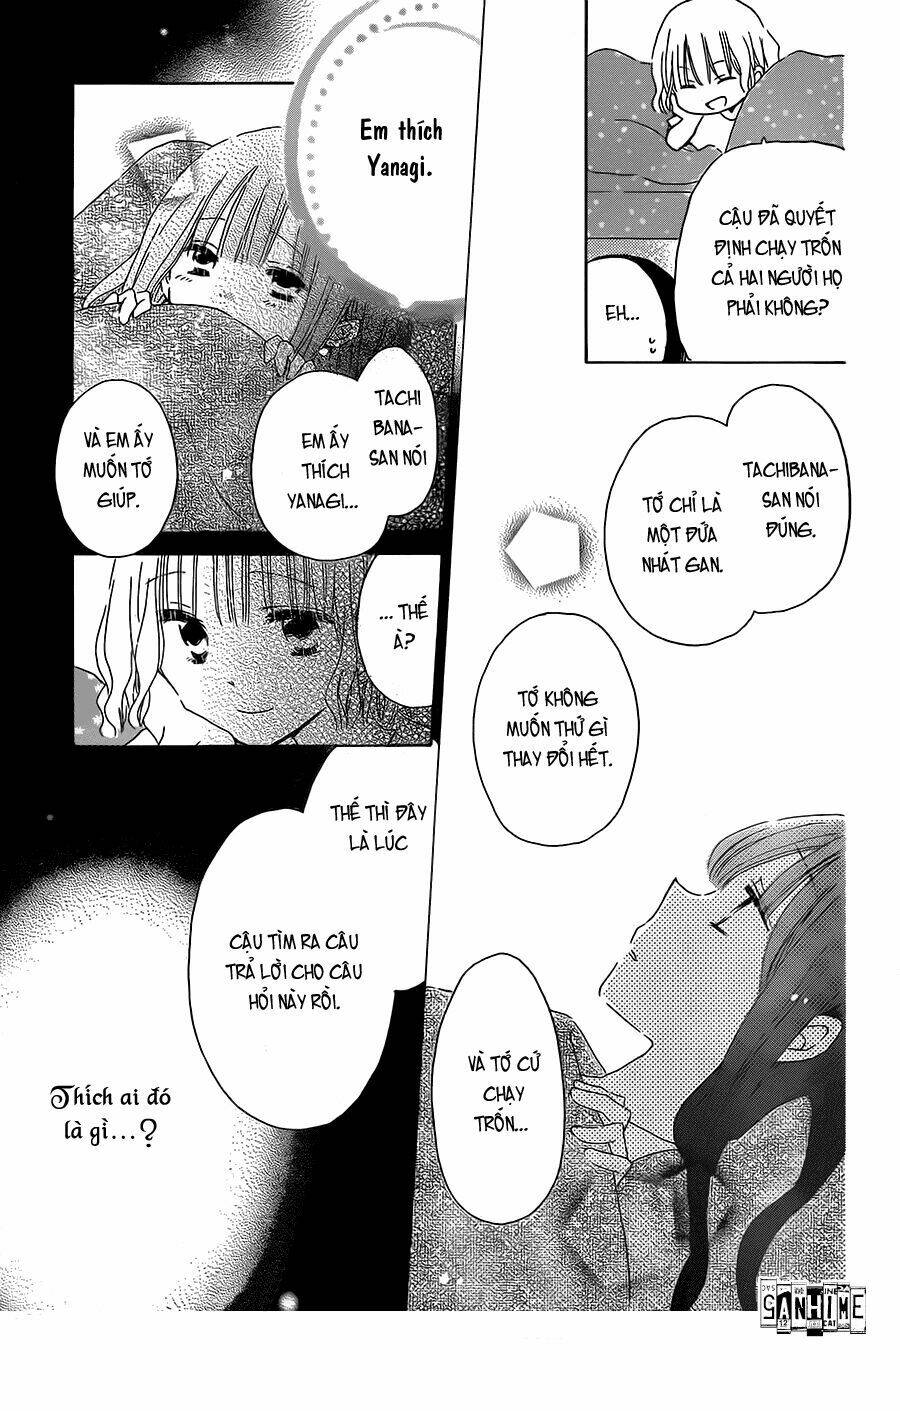 CẬU ĐÃ QUYẾT
ĐỊNH CHẠY TRỐN
CẢ HAI NGƯỜI HỌ
PHẢI KHÔNG?
EH...
TACHIBANA-
SAN NÓI
ĐÚNG.
TỚ CHỈ LÀ
MỘT ĐỨA
NHÁT GAN.
TỚ KHÔNG
MUỐN THỨ GÌ
THAY ĐỔI HẾT.
VÀ TỚ CỨ
CHẠY
TRỐN...
Em thích
Yanagi.
TACHI
BANA-
SAN NÓI
EM ẤY
THÍCH
YANAGI...
VÀ EM ẤY
MUỐN TỚ
GIÚP.
... THẾ
À?
THẾ THÌ ĐÂY
LÀ LÚC
CẬU TÌM RA CÂU
TRẢ LỜI CHO CÂU
HỎI NÀY RỒI.
Thích ai đó
là gì...?
SANHIME